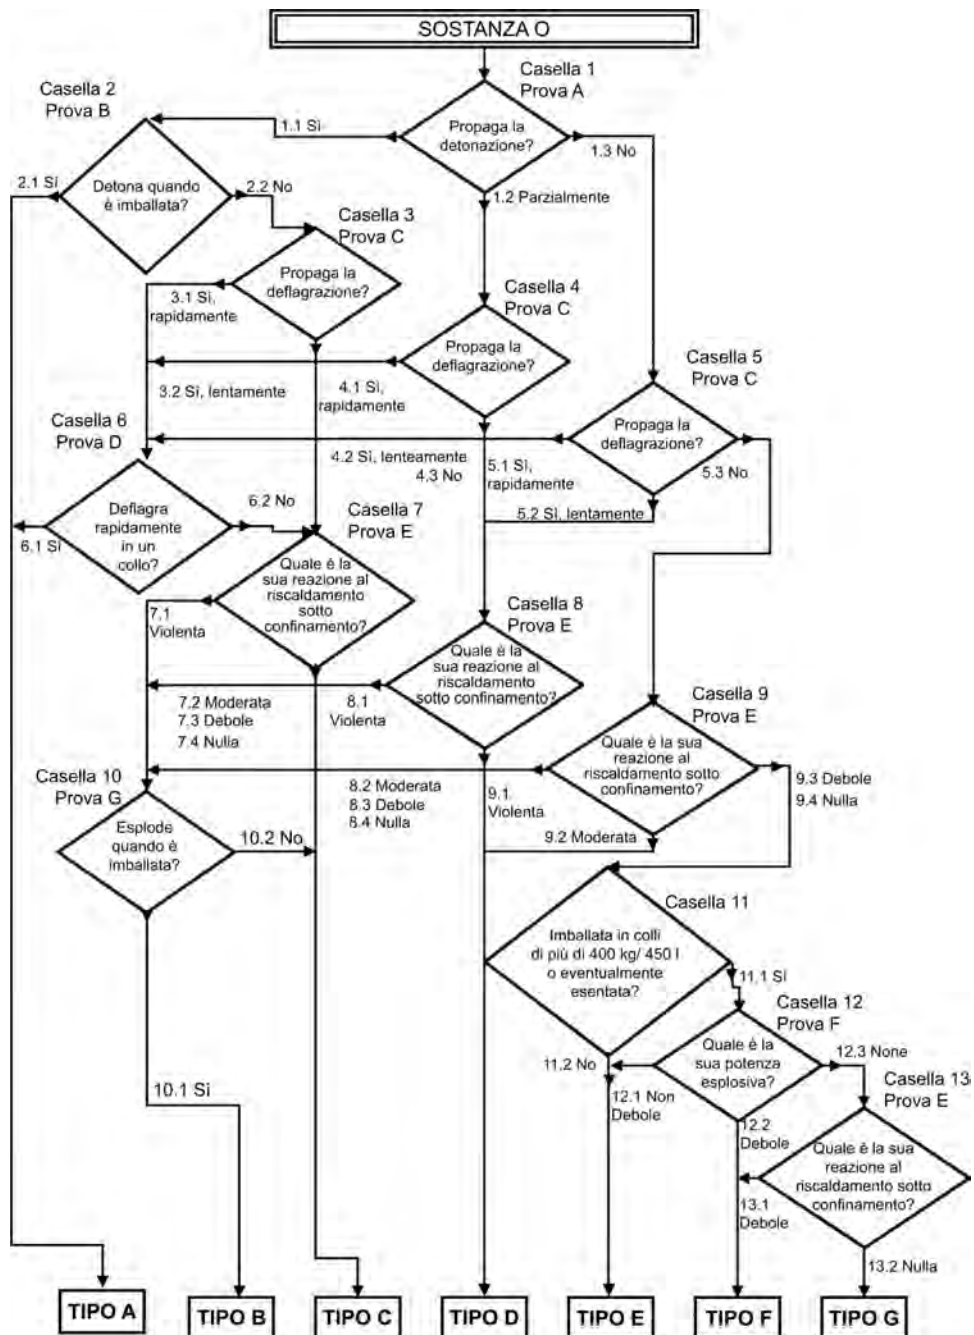 SOSTANZA O
Casella 1
Prova A
Propaga la
detonazione?
Casella 2
Prova B
1.1 Sì
1.3 No
2.1 Sì
Detona quando
è imballata?
2.2 No
1.2 Parzialmente
Casella 3
Prova C
Propaga la
deflagrazione?
3.1 Sì,
rapidamente
Casella 4
Prova C
Propaga la
deflagrazione?
Casella 5
Prova C
3.2 Sì, lentamente
4.1 Sì,
rapidamente
Propaga la
deflagrazione?
Casella 6
Prova D
4.2 Sì, lenteamente
4.3 No
5.1 Sì,
rapidamente
5.3 No
5.2 Sì, lentamente
Deflagra
rapidamente
in un
collo?
6.1 Sì
6.2 No
Casella 7
Prova E
Quale è la
sua reazione al
riscaldamento
sotto
confinamento?
7.1
Violenta
Casella 8
Prova E
Quale è la
sua reazione al
riscaldamento
sotto confinamento?
7.2 Moderata
7.3 Debole
7.4 Nulla
8.1
Violenta
Casella 9
Prova E
Quale è la sua
reazione al
riscaldamento sotto
confinamento?
Casella 10
Prova G
8.2 Moderata
8.3 Debole
8.4 Nulla
9.1
Violenta
9.3 Debole
9.4 Nulla
9.2 Moderata
Esplode
quando è
imballata?
10.2 No
Casella 11
Imballata in colli
di più di 400 kg/ 450 l
o eventualmente
esentata?
11,1 Sì
Casella 12
Prova F
Quale è la
sua potenza
esplosiva?
11.2 No
12.3 None
10.1 Sì
12.1 Non
Debole
12.2
Debole
Casella 13
Prova E
Quale è la sua
reazione al
riscaldamento sotto
confinamento?
13.1
Debole
13.2 Nulla
TIPO A
TIPO B
TIPO C
TIPO D
TIPO E
TIPO F
TIPO G